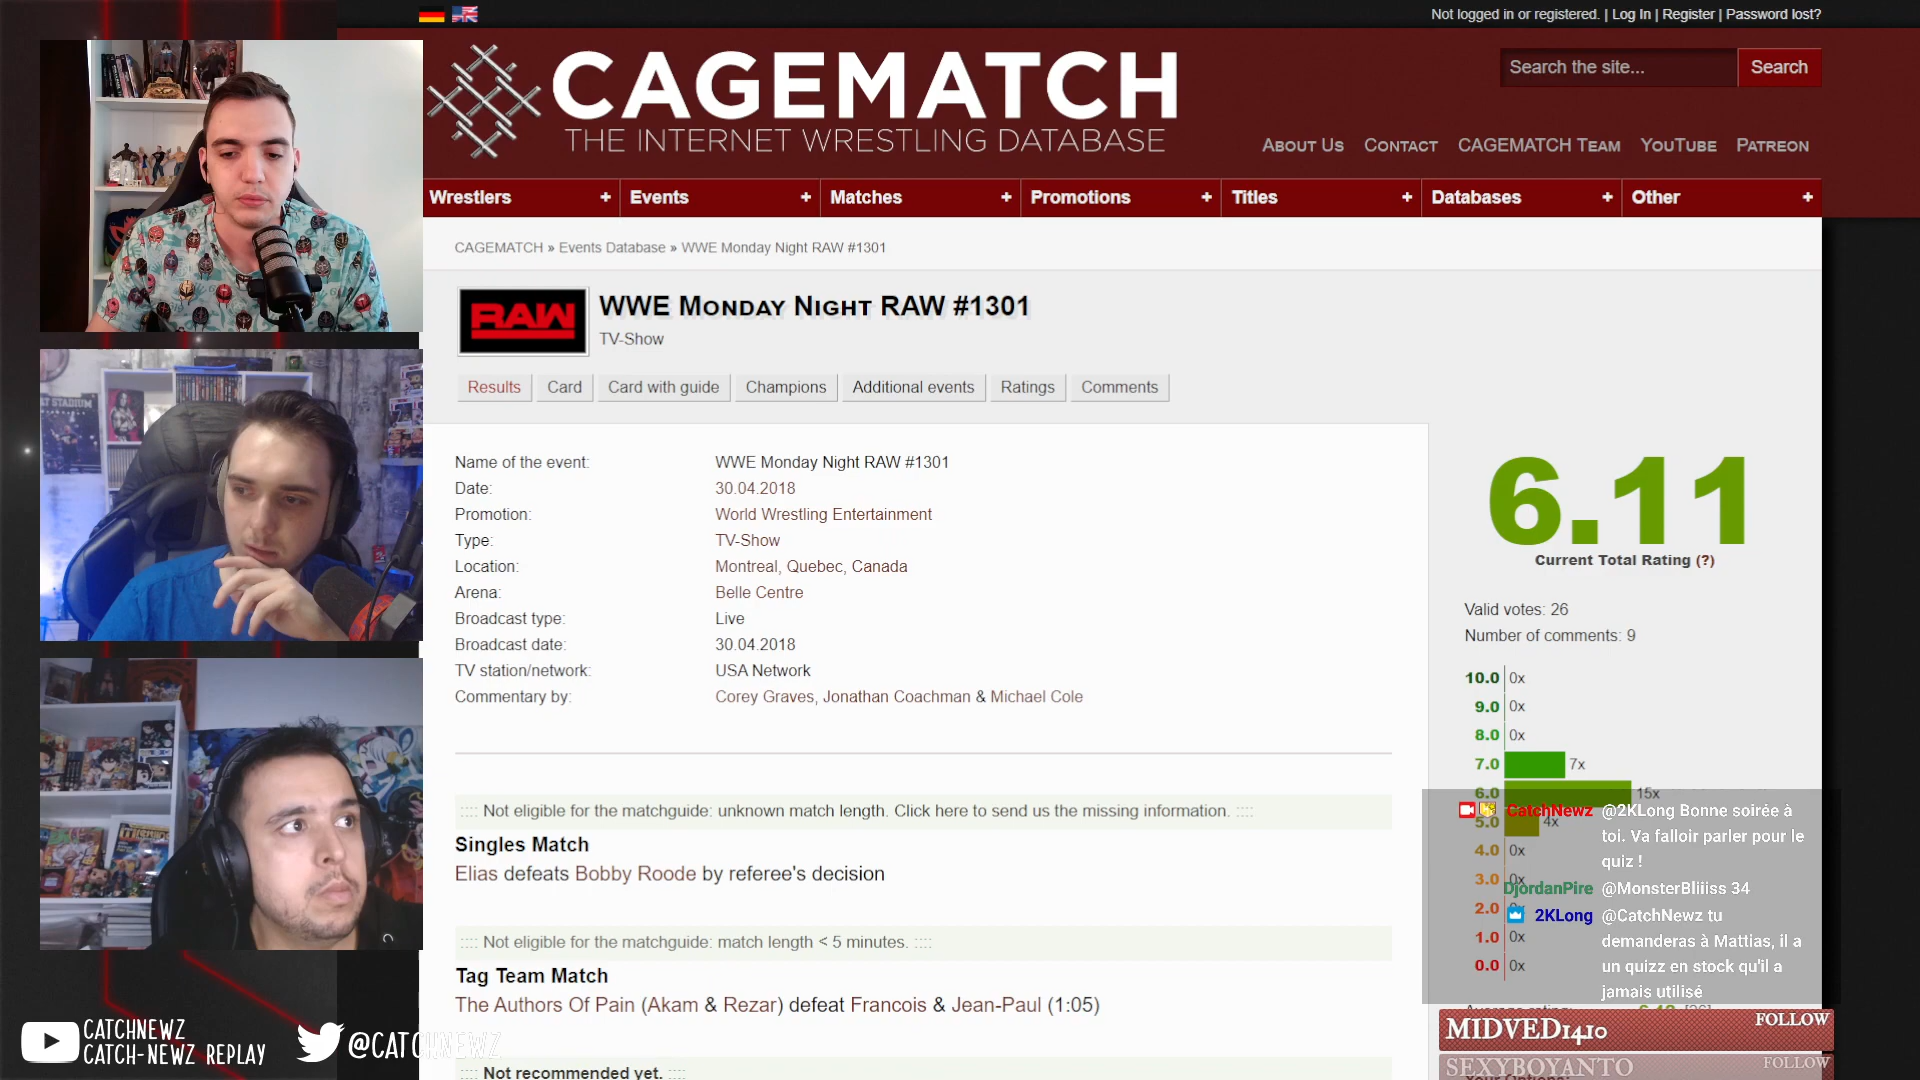 Not logged in or registered. | Log In | Register | Password lost?
CAGEMATCH
THE INTERNET WRESTLING DATABASE
Search the site... Search
About Us Contact CAGEMATCH Team YouTube Patreon
Wrestlers + Events + Matches + Promotions + Titles + Databases + Other +
CAGEMATCH » Events Database » WWE Monday Night RAW #1301
RAW
WWE Monday Night RAW #1301
TV-Show
Results Card Card with guide Champions Additional events Ratings Comments
Name of the event: WWE Monday Night RAW #1301
Date: 30.04.2018
Promotion: World Wrestling Entertainment
Type: TV-Show
Location: Montreal, Quebec, Canada
Arena: Belle Centre
Broadcast type: Live
Broadcast date: 30.04.2018
TV station/network: USA Network
Commentary by: Corey Graves, Jonathan Coachman & Michael Cole
:::: Not eligible for the matchguide: unknown match length. Click here to send us the missing information. ::::
Singles Match
Elias defeats Bobby Roode by referee's decision
:::: Not eligible for the matchguide: match length < 5 minutes. ::::
Tag Team Match
The Authors Of Pain (Akam & Rezar) defeat Francois & Jean-Paul (1:05)
:::: Not recommended yet. ::::
6.11
Current Total Rating (?)
Valid votes: 26
Number of comments: 9
10.0 0x
9.0 0x
8.0 0x
7.0 7x
6.0 15x
5.0 4x
4.0 0x
3.0 0x
2.0 0x
1.0 0x
0.0 0x
CatchNewz @2KLong Bonne soirée à
toi. Va falloir parler pour le
quiz !
DjordanPire @MonsterBliiiss 34
2KLong @CatchNewz tu
demanderas à Mattias, il a
un quizz en stock qu'il a
jamais utilisé
MIDVED1410 FOLLOW
SEXYBOYANTO FOLLOW
CATCHNEWZ
CATCH-NEWZ REPLAY
@CATCHNEWZ